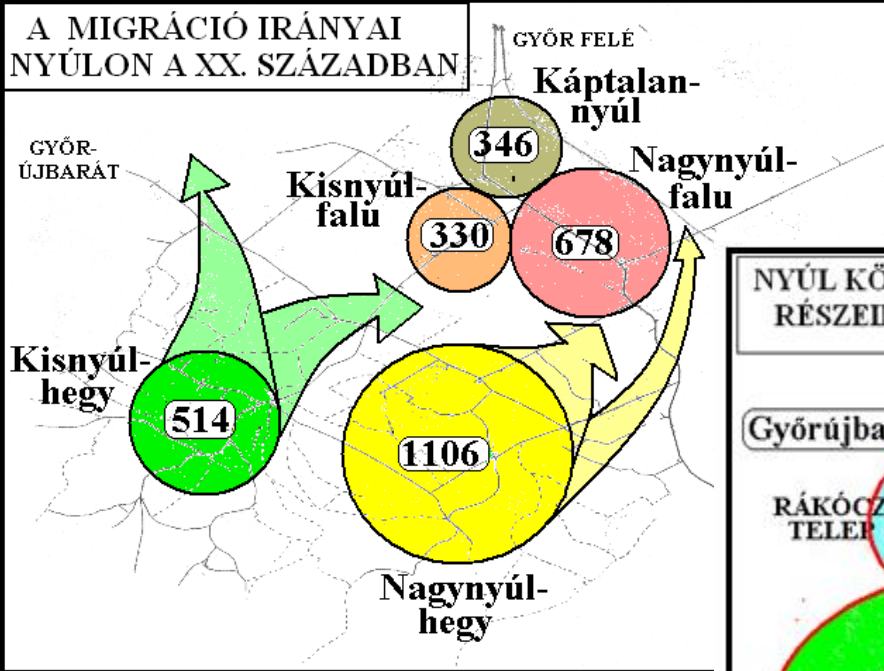 A MIGRÁCIÓ IRÁNYAI
NYÚLON A XX. SZÁZADBAN
GYŐR FELÉ
Káptalan-
nyúl
346
GYŐR-
ÚJBARÁT
Kisnyúl-
falu
330
Nagynyúl-
falu
678
Kisnyúl-
hegy
514
1106
Nagynyúl-
hegy
NYÚL KÖ
RÉSZEI
Győrújba
RÁKÓCZ
TELEP